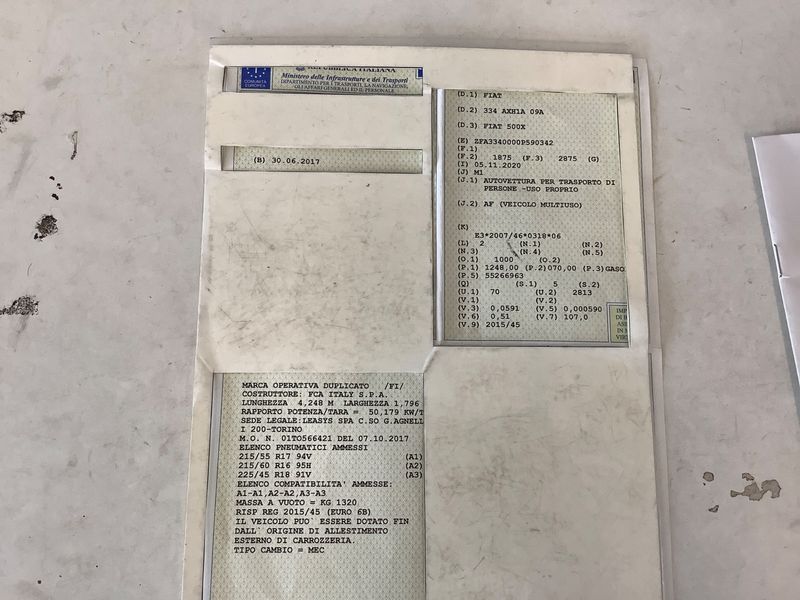 REPUBBLICA ITALIANA
Ministero delle Infrastrutture e dei Trasporti
DIPARTIMENTO PER I TRASPORTI, LA NAVIGAZIONE,
GLI AFFARI GENERALI ED IL PERSONALE
COMUNITÀ
EUROPEA
(B) 30.06.2017
(D.1) FIAT
(D.2) 334 AXH1A 09A
(D.3) FIAT 500X
(E) ZFA3340000P590342
(F.1)
(F.2) 1875 (F.3) 2875 (G)
(I) 05.11.2020
(J) M1
(J.1) AUTOVETTURA PER TRASPORTO DI
PERSONE -USO PROPRIO
(J.2) AF (VEICOLO MULTIUSO)
(K)
E3*2007/46*0318*06
(L) 2 (N.1) (N.2)
(N.3) (N.4) (N.5)
(O.1) 1000 (O.2)
(P.1) 1248,00 (P.2)070,00 (P.3)GASO
(P.5) 55266963
(Q) (S.1) 5 (S.2)
(U.1) 70 (U.2) 2813
(V.1) (V.2)
(V.3) 0,0591 (V.5) 0,000590
(V.6) 0,51 (V.7) 107,0
(V.9) 2015/45
IMP
DI B
IN
MARCA OPERATIVA DUPLICATO /FI/
COSTRUTTORE: FCA ITALY S.P.A.
LUNGHEZZA 4,248 M LARGHEZZA 1,796
RAPPORTO POTENZA/TARA = 50,179 KW/T
SEDE LEGALE:LEASYS SPA C.SO G.AGNELL
I 200-TORINO
M.O. N. 01TO566421 DEL 07.10.2017
ELENCO PNEUMATICI AMMESSI
215/55 R17 94V (A1)
215/60 R16 95H (A2)
225/45 R18 91V (A3)
ELENCO COMPATIBILITA' AMMESSE:
A1-A1,A2-A2,A3-A3
MASSA A VUOTO = KG 1320
RISP REG 2015/45 (EURO 6B)
IL VEICOLO PUO` ESSERE DOTATO FIN
DALL` ORIGINE DI ALLESTIMENTO
ESTERNO DI CARROZZERIA.
TIPO CAMBIO = MEC